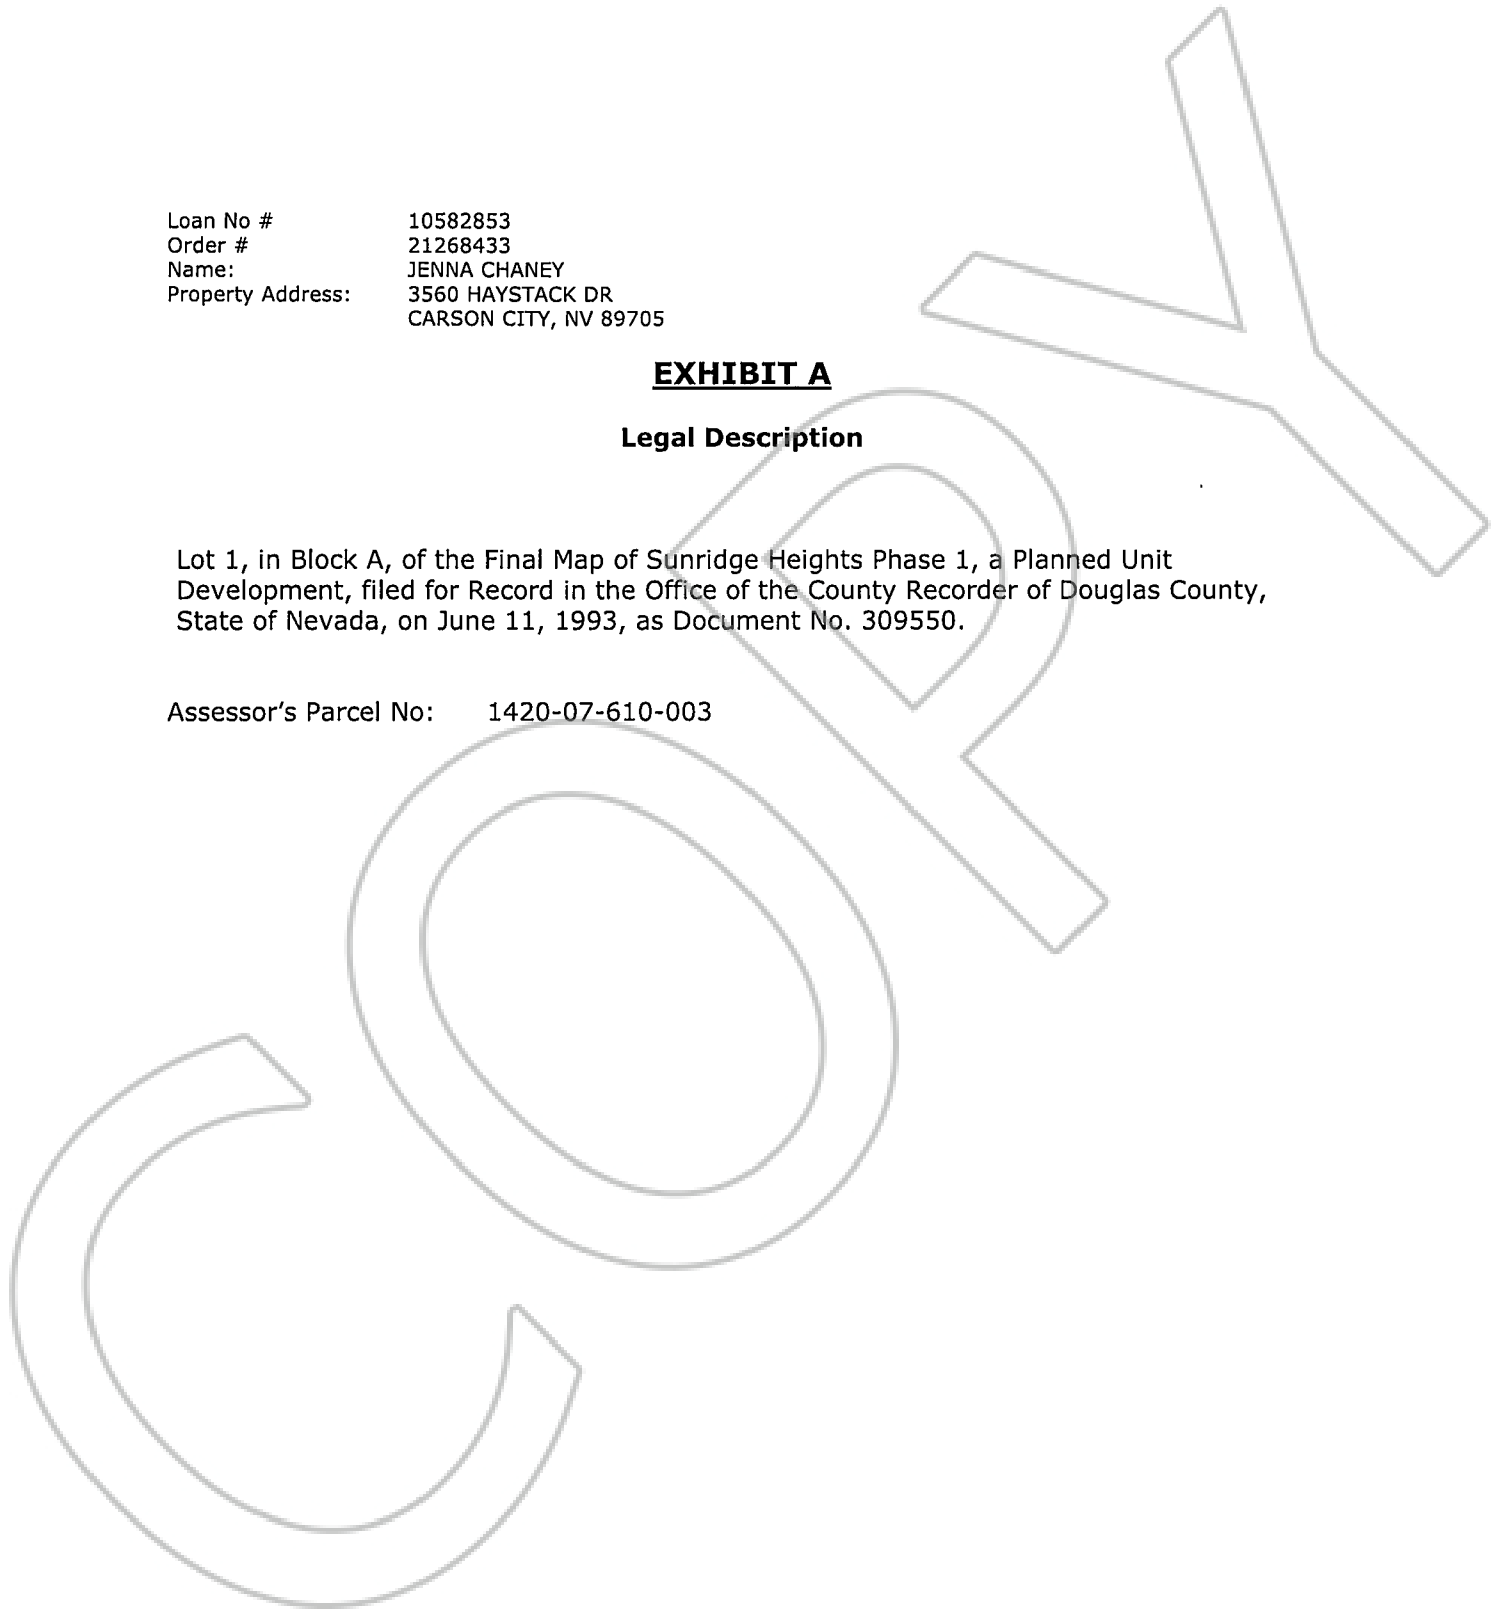 Loan No # 10582853
Order # 21268433
Name: JENNA CHANEY
Property Address: 3560 HAYSTACK DR
CARSON CITY, NV 89705
EXHIBIT A
Legal Description
Lot 1, in Block A, of the Final Map of Sunridge Heights Phase 1, a Planned Unit
Development, filed for Record in the Office of the County Recorder of Douglas County,
State of Nevada, on June 11, 1993, as Document No. 309550.
Assessor's Parcel No: 1420-07-610-003
COPY